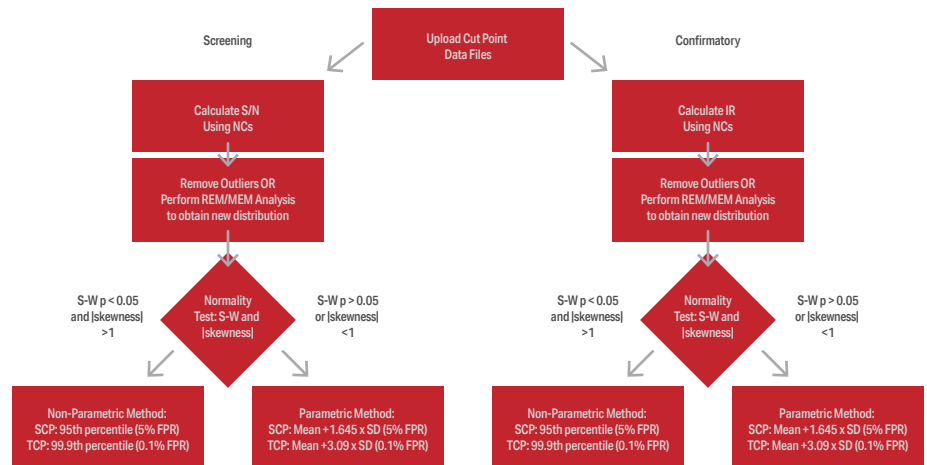 Upload Cut Point
Data Files
Screening
Confirmatory
Calculate S/N
Using NCs
Calculate IR
Using NCs
Remove Outliers OR
Perform REM/MEM Analysis
to obtain new distribution
Remove Outliers OR
Perform REM/MEM Analysis
to obtain new distribution
S-W p < 0.05
and |skewness|
>1
Normality
Test: S-W and
|skewness|
S-W p > 0.05
or |skewness|
<1
S-W p < 0.05
and |skewness|
>1
Normality
Test: S-W and
|skewness|
S-W p > 0.05
or |skewness|
<1
Non-Parametric Method:
SCP: 95th percentile (5% FPR)
TCP: 99.9th percentile (0.1% FPR)
Parametric Method:
SCP: Mean +1.645 x SD (5% FPR)
TCP: Mean +3.09 x SD (0.1% FPR)
Non-Parametric Method:
SCP: 95th percentile (5% FPR)
TCP: 99.9th percentile (0.1% FPR)
Parametric Method:
SCP: Mean +1.645 x SD (5% FPR)
TCP: Mean +3.09 x SD (0.1% FPR)